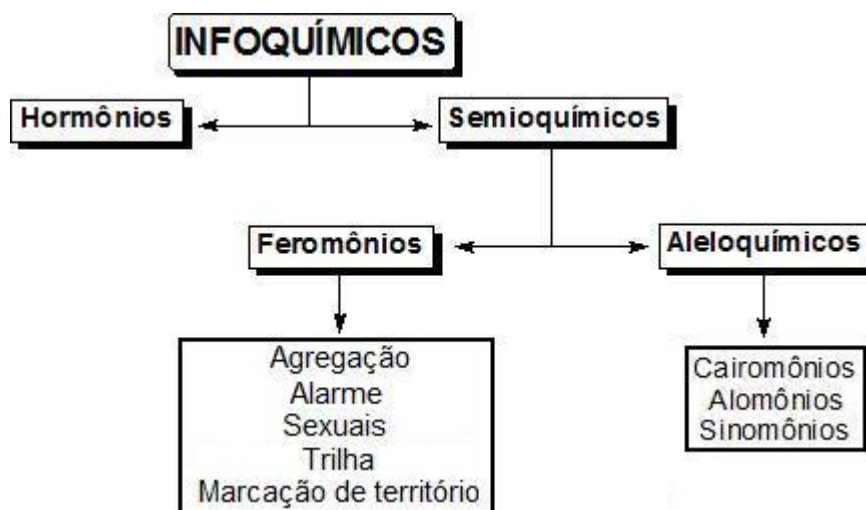 INFOQUÍMICOS
Hormônios
Semioquímicos
Feromônios
Aleloquímicos
Agregação
Alarme
Sexuais
Trilha
Marcação de território
Cairomônios
Alomônios
Sinomônios